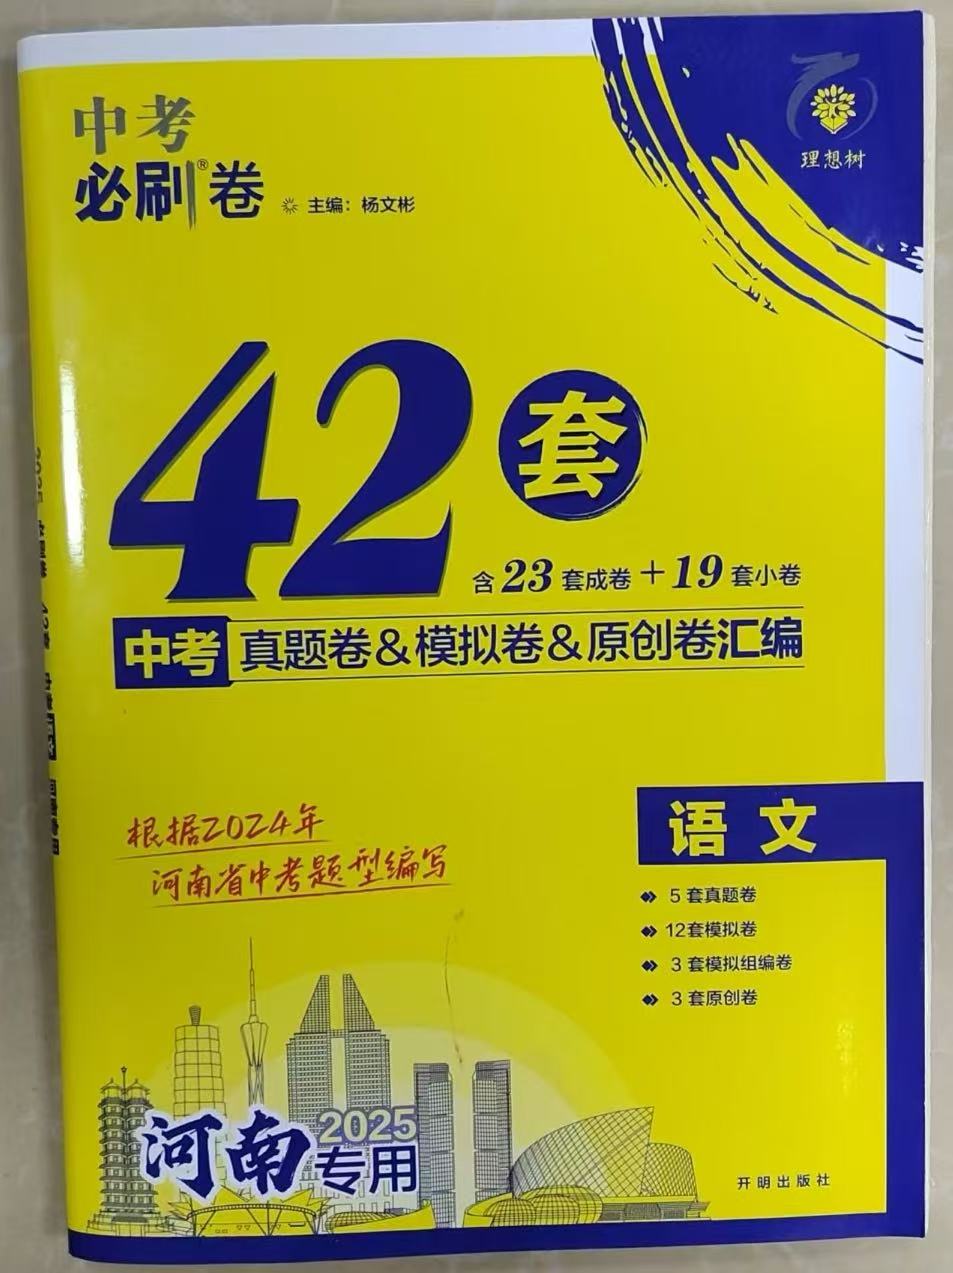 中考
必刷®卷 主编：杨文彬
理想树
42套
含23套成卷+19套小卷
中考 真题卷&模拟卷&原创卷汇编
根据2024年
河南省中考题型编写
语文
5套真题卷
12套模拟卷
3套模拟组编卷
3套原创卷
河南 2025 专用
开明出版社